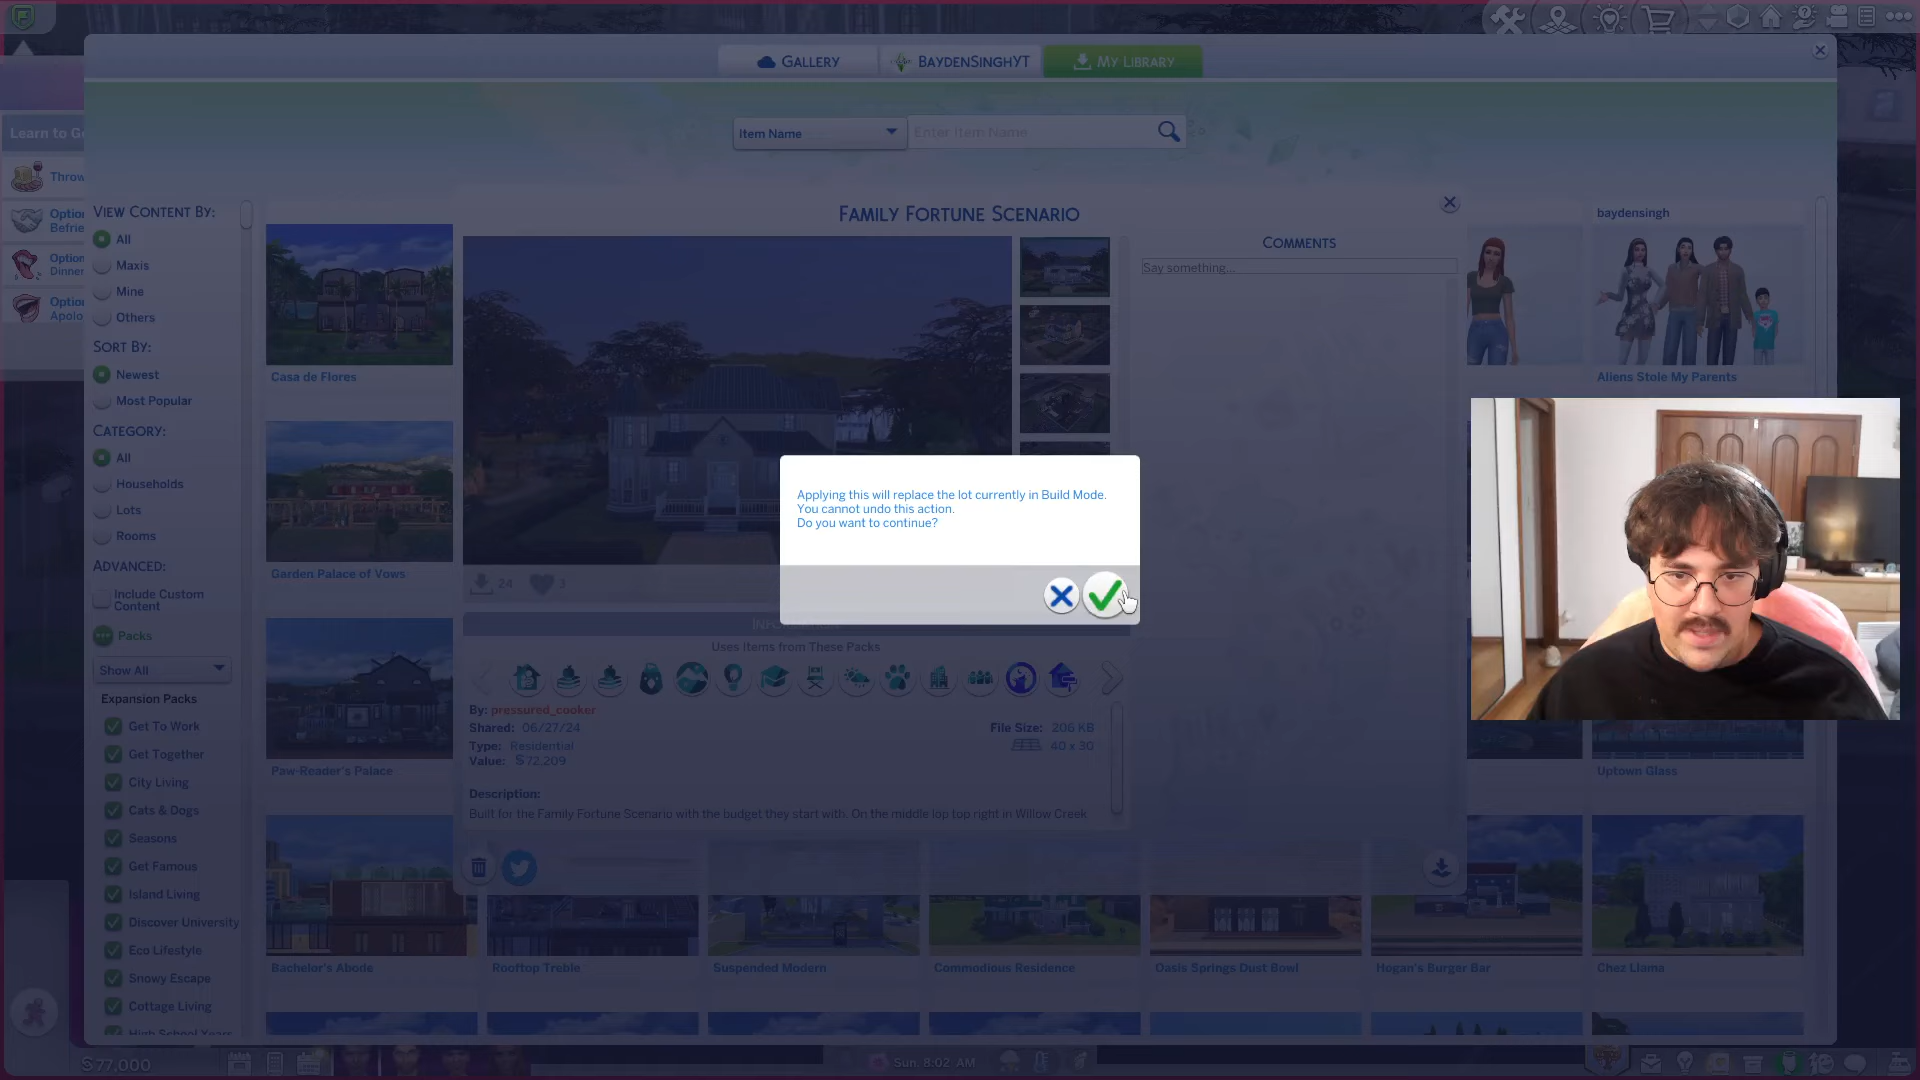 GALLERY
BAYDENSINGHYT
MY LIBRARY
Item Name
Enter Item Name
Learn to
Throw
Optio
Befrie
Optio
Dinner
Optio
Apolo
VIEW CONTENT BY:
All
Maxis
Mine
Others
SORT BY:
Newest
Most Popular
CATEGORY:
All
Households
Lots
Rooms
ADVANCED:
Include Custom
Content
Packs
Show All
Expansion Packs
Get To Work
Get Together
City Living
Cats & Dogs
Seasons
Get Famous
Island Living
Discover University
Eco Lifestyle
Snowy Escape
Cottage Living
High School Years
Casa de Flores
Garden Palace of Vows
Paw-Reader's Palace
Bachelor's Abode
Rooftop Treble
Suspended Modern
Commodious Residence
Oasis Springs Dust Bowl
Hogan's Burger Bar
Chez Llama
FAMILY FORTUNE SCENARIO
COMMENTS
Say something...
baydensingh
Aliens Stole My Parents
Uptown Glass
24
3
Applying this will replace the lot currently in Build Mode.
You cannot undo this action.
Do you want to continue?
Uses Items from These Packs
By: pressured_cooker
Shared: 06/27/24
Type: Residential
Value: §72,209
File Size: 206 KB
40 x 30
Description:
Built for the Family Fortune Scenario with the budget they start with. On the middle lop top right in Willow Creek
§77,000
Sun. 8:02 AM